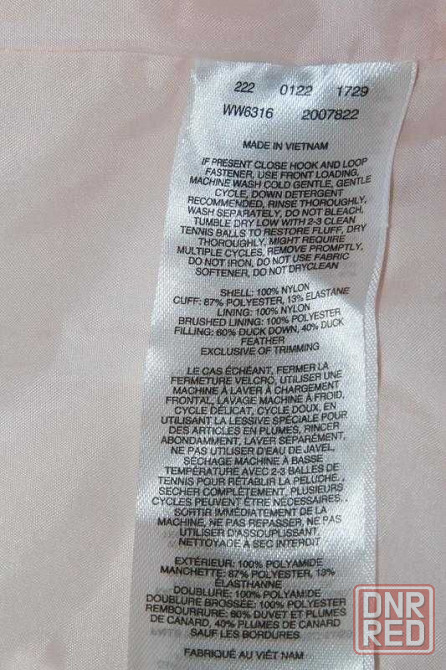 222 0122 1729
WW6316 2007822
MADE IN VIETNAM
IF PRESENT CLOSE HOOK AND LOOP
FASTENER, USE FRONT LOADING,
MACHINE WASH COLD GENTLE, GENTLE
CYCLE, DOWN DETERGENT
RECOMMENDED, RINSE THOROUGHLY,
WASH SEPARATELY, DO NOT BLEACH,
TUMBLE DRY LOW WITH 2-3 CLEAN
TENNIS BALLS TO RESTORE FLUFF, DRY
THOROUGHLY, MIGHT REQUIRE
MULTIPLE CYCLES, REMOVE PROMPTLY,
DO NOT IRON, DO NOT USE FABRIC
SOFTENER, DO NOT DRYCLEAN
SHELL: 100% NYLON
CUFF: 87% POLYESTER, 13% ELASTANE
LINING: 100% NYLON
BRUSHED LINING: 100% POLYESTER
FILLING: 60% DUCK DOWN, 40% DUCK
FEATHER
EXCLUSIVE OF TRIMMING
LE CAS ÉCHÉANT, FERMER LA
FERMETURE VELCRO, UTILISER UNE
MACHINE À LAVER À CHARGEMENT
FRONTAL, LAVAGE MACHINE À FROID,
CYCLE DÉLICAT, CYCLE DOUX, EN
UTILISANT LA LESSIVE SPÉCIALE POUR
DES ARTICLES EN PLUMES, RINCER
ABONDAMMENT, LAVER SÉPARÉMENT,
NE PAS UTILISER D'EAU DE JAVEL,
SÉCHAGE MACHINE À BASSE
TEMPÉRATURE AVEC 2-3 BALLES DE
TENNIS POUR RÉTABLIR LA PELUCHE,
SECHER COMPLÈTEMENT, PLUSIEURS
CYCLES PEUVENT ÊTRE NÉCESSAIRES,
SORTIR IMMÉDIATEMENT DE LA
MACHINE, NE PAS REPASSER, NE PAS
UTILISER D'ASSOUPLISSANT,
NETTOYAGE À SEC INTERDIT
EXTÉRIEUR: 100% POLYAMIDE
MANCHETTE: 87% POLYESTER, 13%
ÉLASTHANNE
DOUBLURE: 100% POLYAMIDE
DOUBLURE BROSSÉE: 100% POLYESTER
REMBOURRURE: 60% DUVET ET PLUMES
DE CANARD, 40% PLUMES DE CANARD
SAUF LES BORDURES
FABRIQUÉ AU VIÊT NAM
DNR
RED